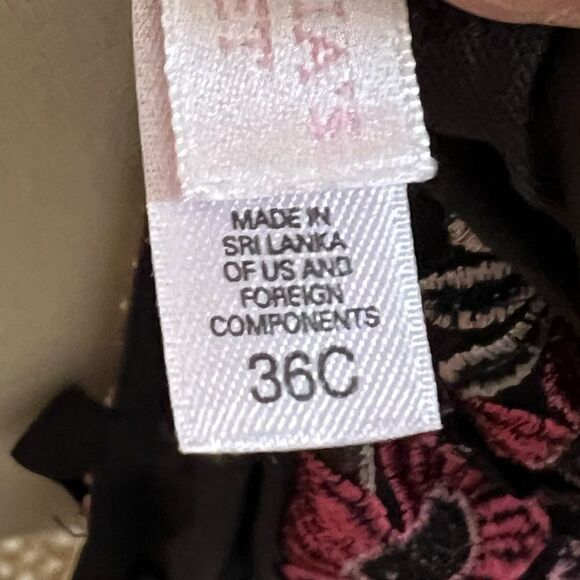 MADE IN
SRI LANKA
OF US AND
FOREIGN
COMPONENTS
36C